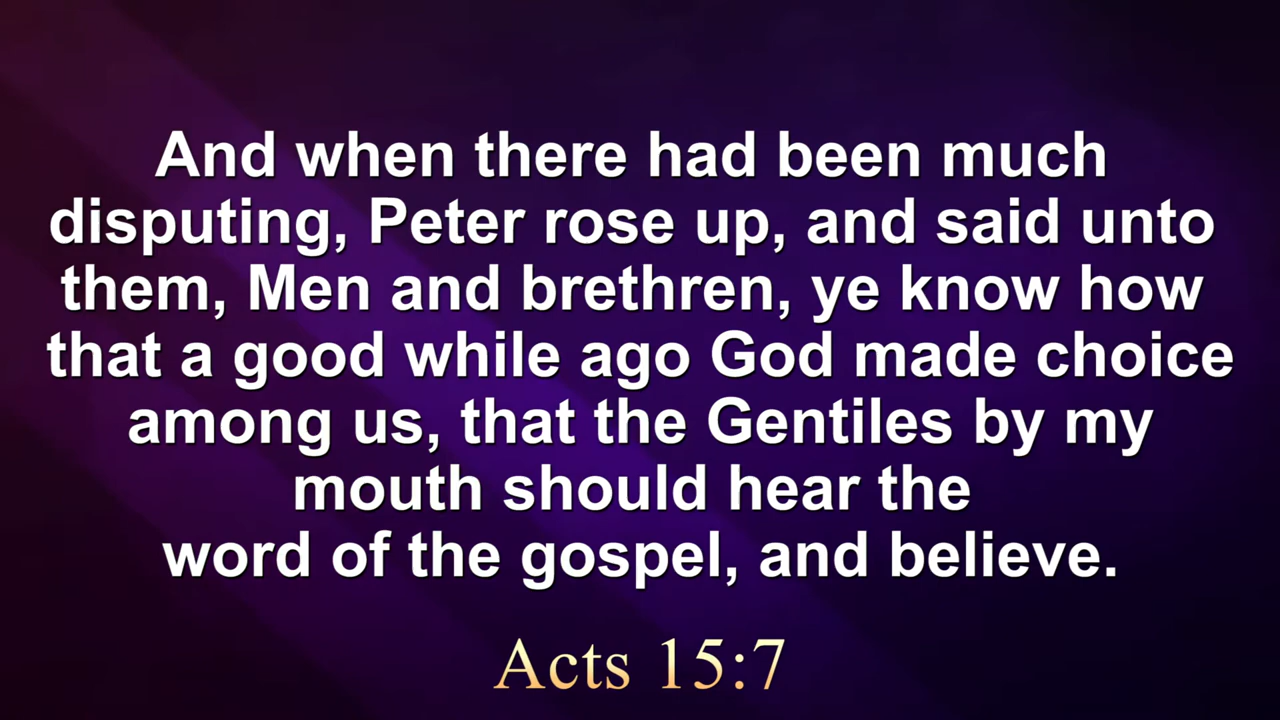 And when there had been much
disputing, Peter rose up, and said unto
them, Men and brethren, ye know how
that a good while ago God made choice
among us, that the Gentiles by my
mouth should hear the
word of the gospel, and believe.
Acts 15:7